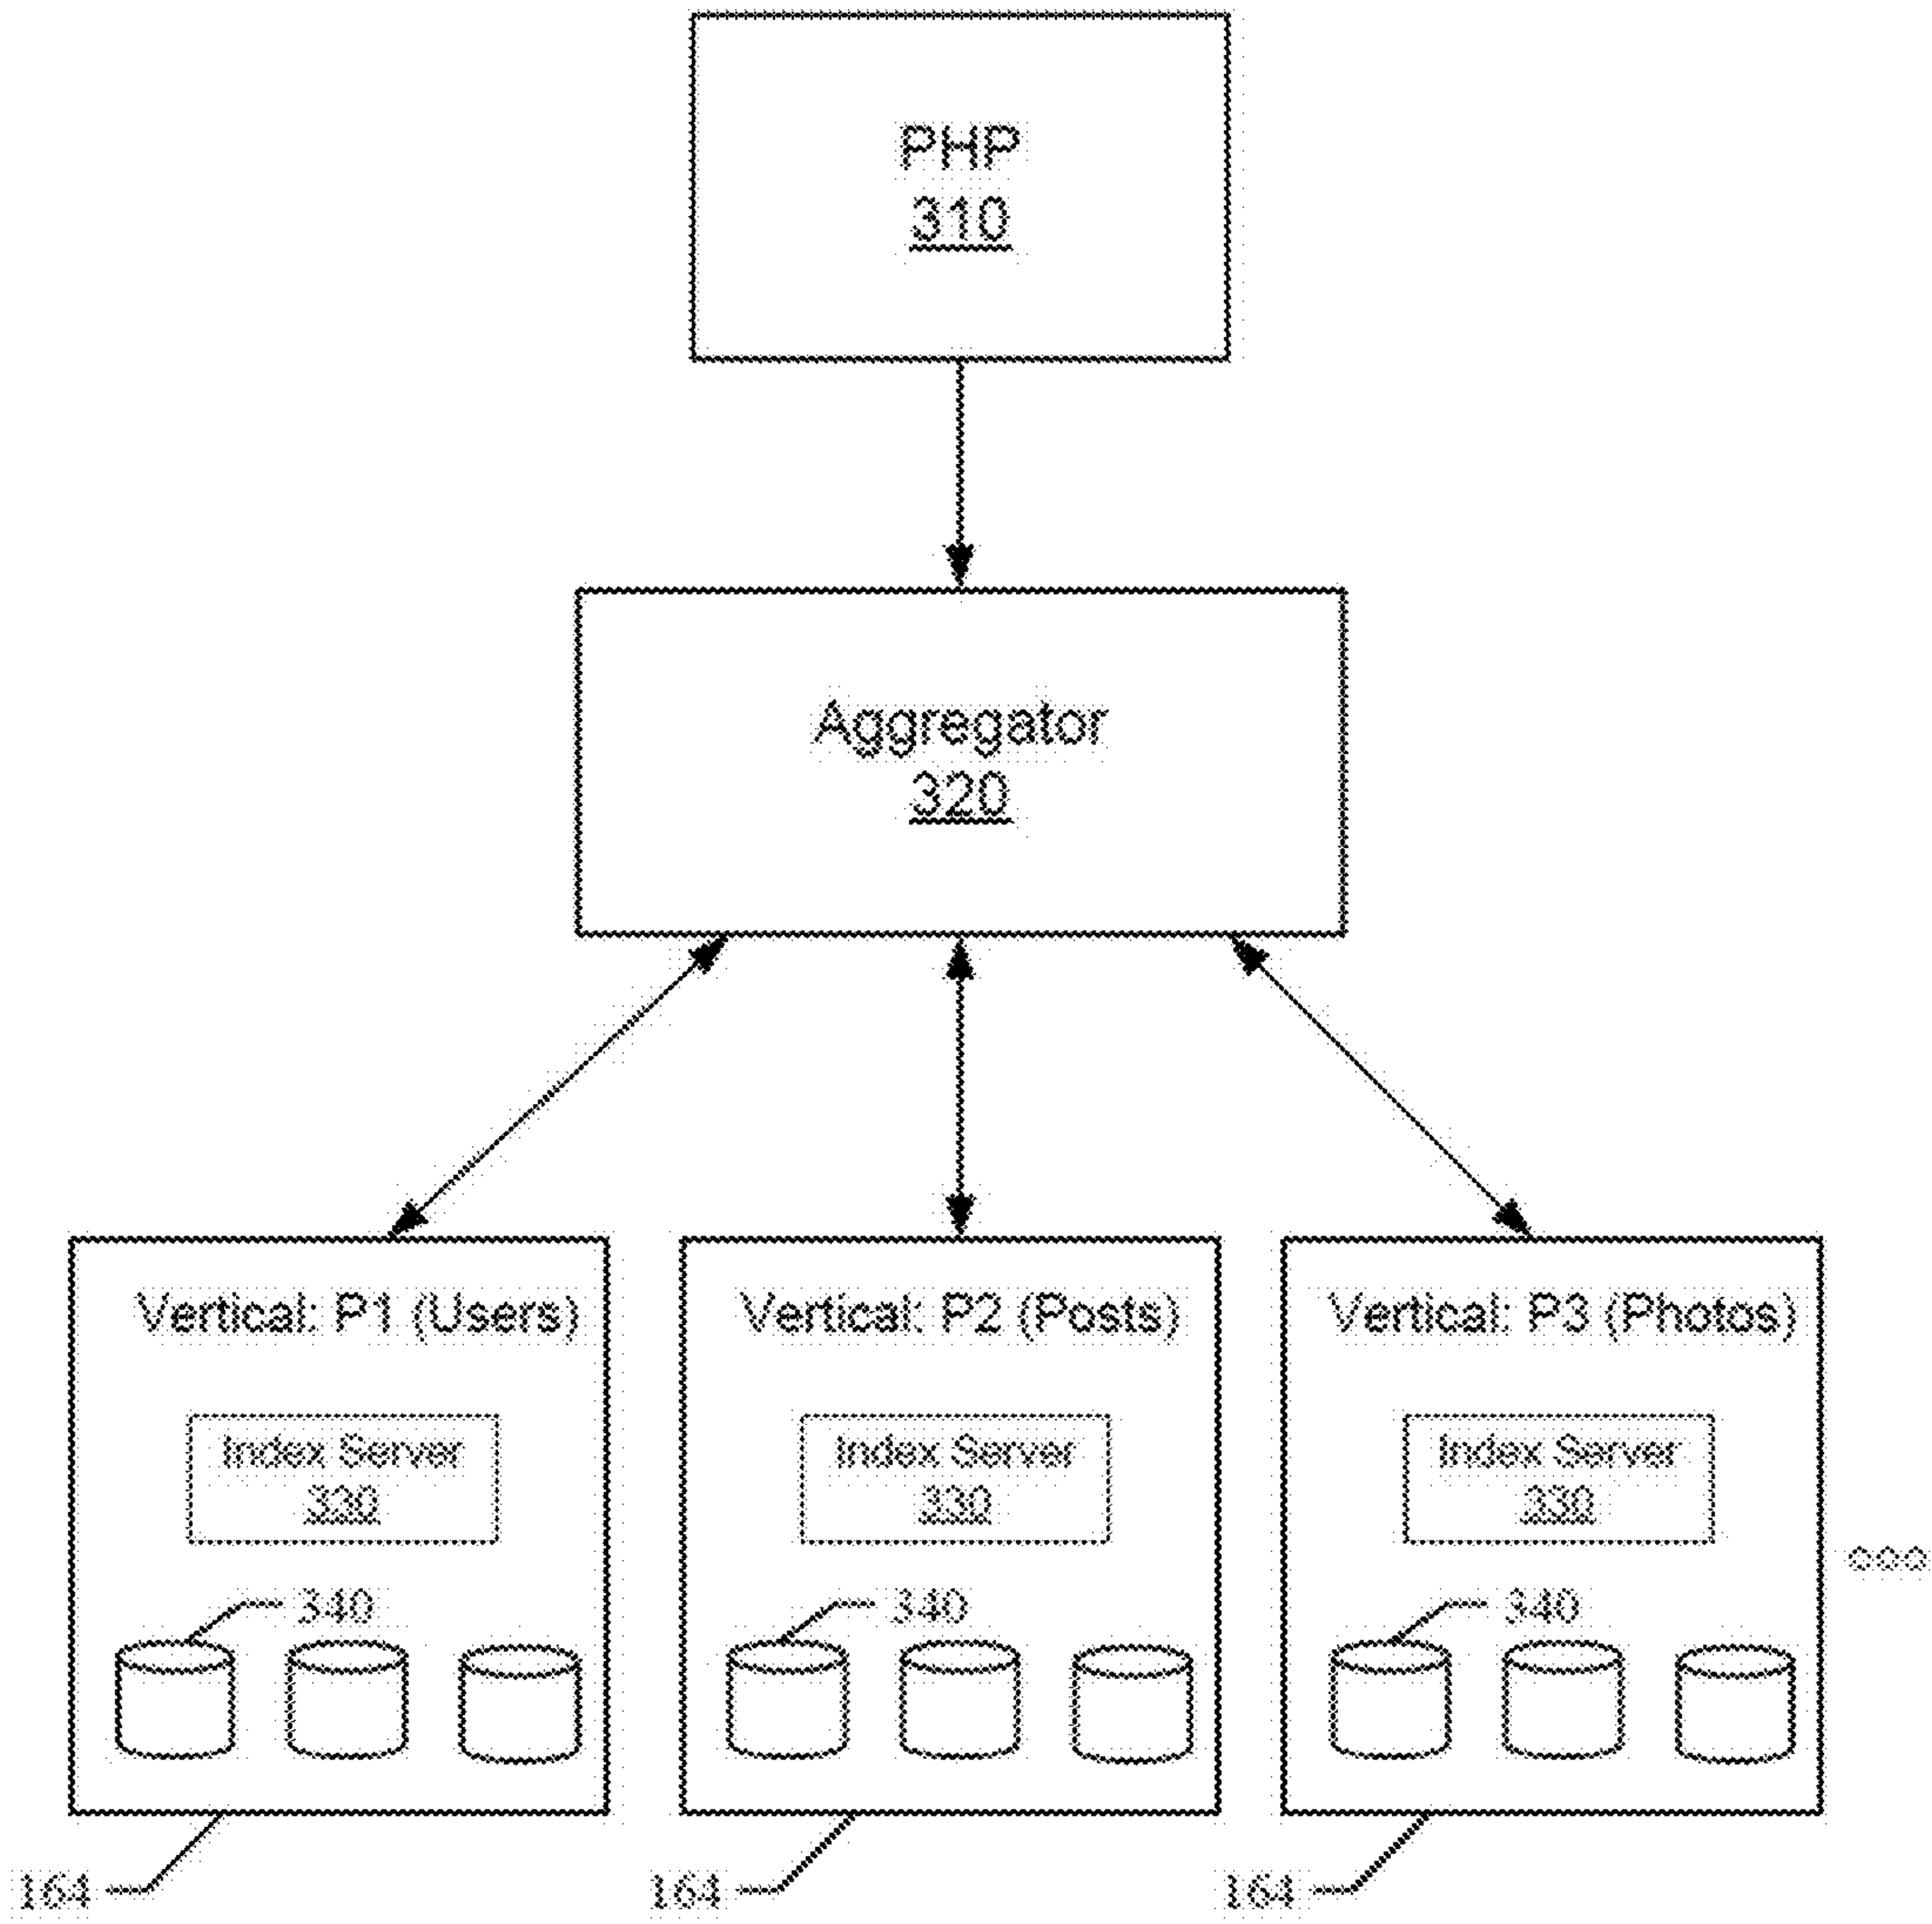 PHP
310
Aggregator
320
Vertical: P1 (Users)
Index Server
330
340
164
Vertical: P2 (Posts)
Index Server
330
340
164
Vertical: P3 (Photos)
Index Server
330
340
164